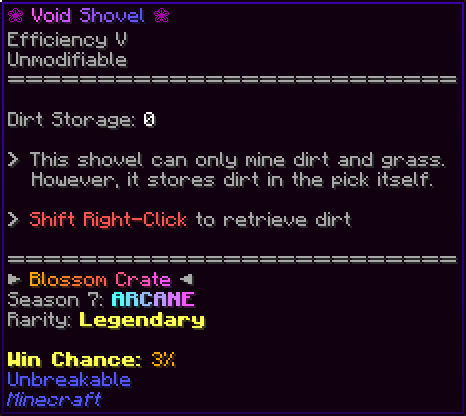 ❀ Void Shovel ❀
Efficiency V
Unmodifiable
================================
Dirt Storage: 0
> This shovel can only mine dirt and grass.
However, it stores dirt in the pick itself.
> Shift Right-Click to retrieve dirt
================================
► Blossom Crate ◄
Season 7: ARCANE
Rarity: Legendary
Win Chance: 3%
Unbreakable
Minecraft